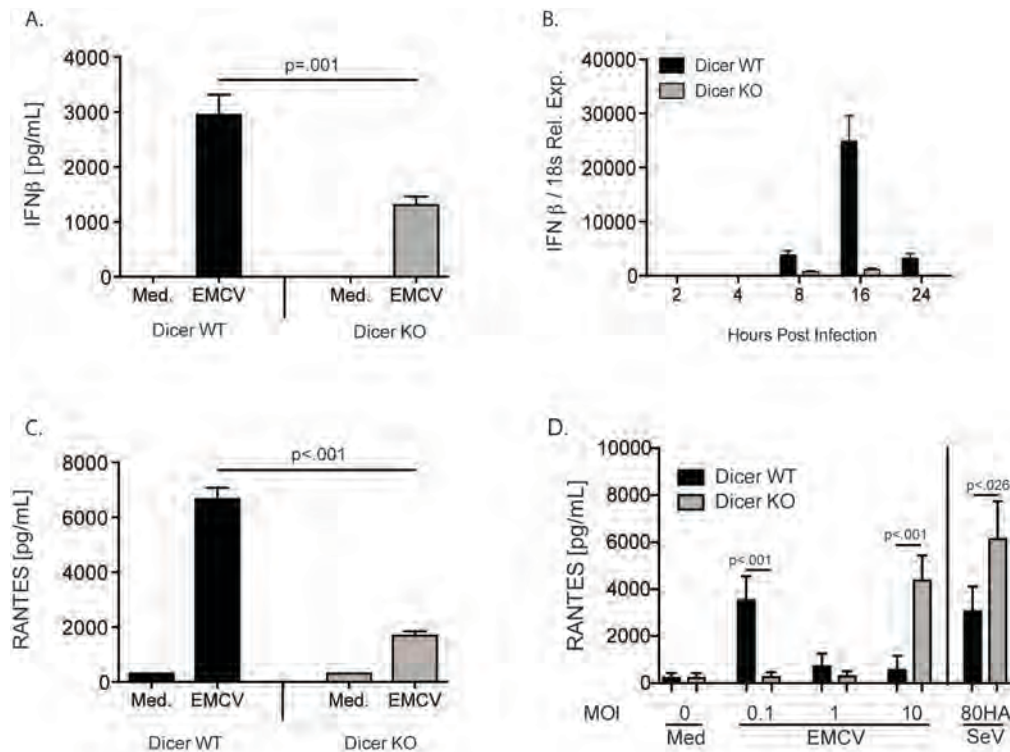 A.
4000
3000
2000
1000
0
IFNβ [pg/mL]
p=.001
Med. EMCV Med. EMCV
Dicer WT Dicer KO
B.
40000
30000
20000
10000
0
IFN β / 18s Rel. Exp.
Dicer WT
Dicer KO
2 4 8 16 24
Hours Post Infection
C.
8000
6000
4000
2000
0
RANTES [pg/mL]
p<.001
Med. EMCV Med. EMCV
Dicer WT Dicer KO
D.
10000
8000
6000
4000
2000
0
RANTES [pg/mL]
Dicer WT
Dicer KO
p<.001
p<.001
p<.026
MOI 0 0.1 1 10 80HA
Med EMCV SeV